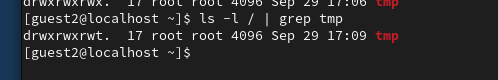 drwxrwxrwx.  17 root root 4096 Sep 29 17:06 tmp
[guest2@localhost ~]$ ls -l / | grep tmp
drwxrwxrwt.  17 root root 4096 Sep 29 17:09 tmp
[guest2@localhost ~]$